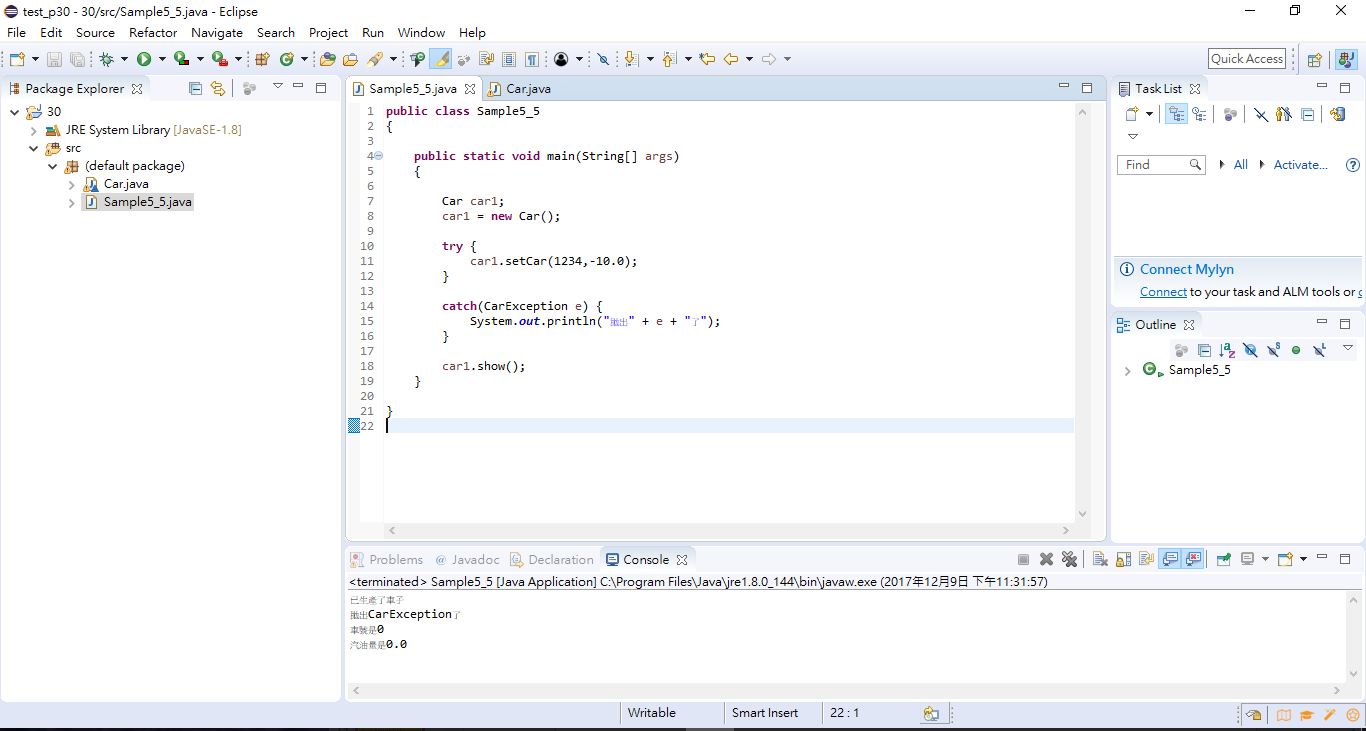 test_p30 - 30/src/Sample5_5.java - Eclipse
File Edit Source Refactor Navigate Search Project Run Window Help
Quick Access
Package Explorer
30
JRE System Library [JavaSE-1.8]
src
(default package)
Car.java
Sample5_5.java
Sample5_5.java
Car.java
1 public class Sample5_5
2 {
3
4 public static void main(String[] args)
5 {
6
7 Car car1;
8 car1 = new Car();
9
10 try {
11 car1.setCar(1234,-10.0);
12 }
13
14 catch(CarException e) {
15 System.out.println("拋出" + e + "了");
16 }
17
18 car1.show();
19 }
20
21 }
22
Task List
Find
All
Activate...
Connect Mylyn
Connect to your task and ALM tools or
Outline
Sample5_5
Problems @ Javadoc Declaration Console
<terminated> Sample5_5 [Java Application] C:\Program Files\Java\jre1.8.0_144\bin\javaw.exe (2017年12月9日 下午11:31:57)
已生產了車子
拋出CarException了
車號是0
汽油量是0.0
Writable
Smart Insert
22 : 1